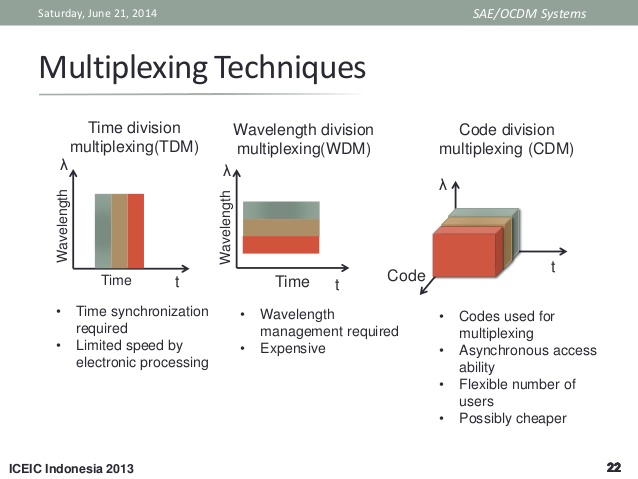 Saturday, June 21, 2014
SAE/OCDM Systems
Multiplexing Techniques
Time division
multiplexing(TDM)
λ
Wavelength
Time
t
• Time synchronization
required
• Limited speed by
electronic processing
Wavelength division
multiplexing(WDM)
λ
Wavelength
Time
t
• Wavelength
management required
• Expensive
Code division
multiplexing (CDM)
λ
Code
t
• Codes used for
multiplexing
• Asynchronous access
ability
• Flexible number of
users
• Possibly cheaper
ICEIC Indonesia 2013
22